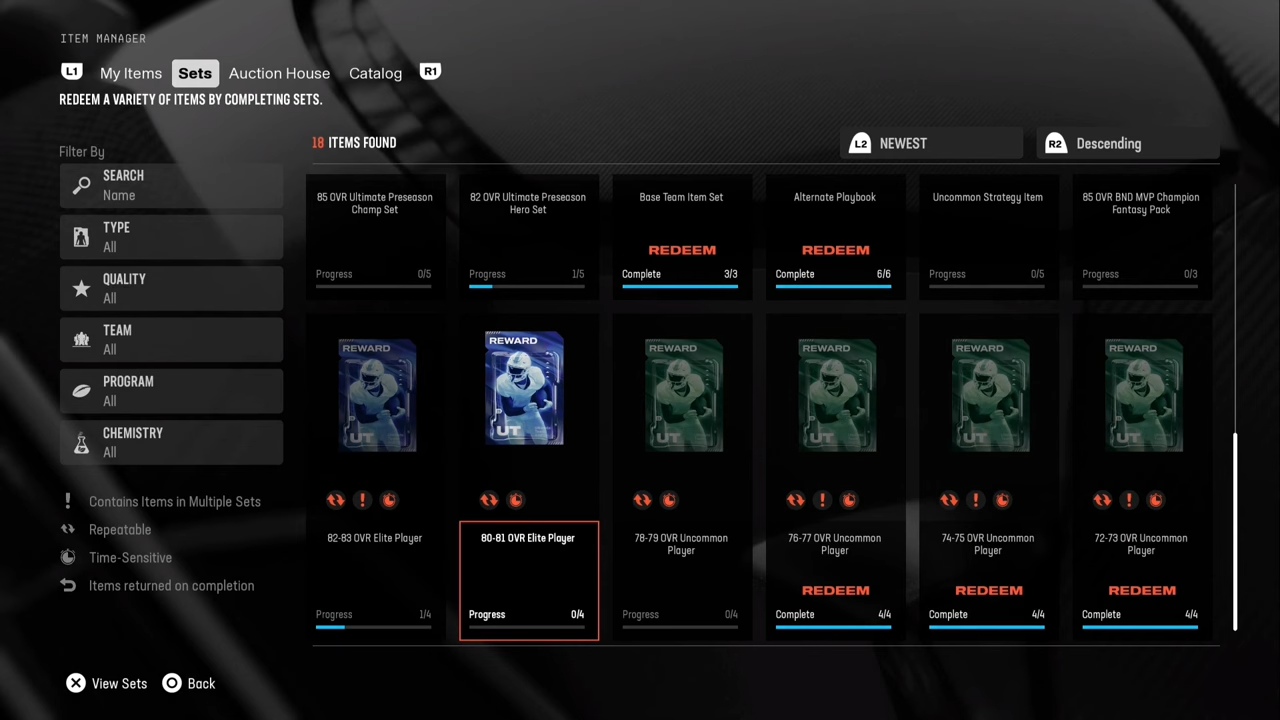 ITEM MANAGER
L1 My Items Sets Auction House Catalog R1
REDEEM A VARIETY OF ITEMS BY COMPLETING SETS.
18 ITEMS FOUND
L2 NEWEST
R2 Descending
Filter By
SEARCH
Name
TYPE
All
QUALITY
All
TEAM
All
PROGRAM
All
CHEMISTRY
All
! Contains Items in Multiple Sets
Repeatable
Time-Sensitive
Items returned on completion
85 OVR Ultimate Preseason
Champ Set
Progress 0/5
82 OVR Ultimate Preseason
Hero Set
Progress 1/5
Base Team Item Set
REDEEM
Complete 3/3
Alternate Playbook
REDEEM
Complete 6/6
Uncommon Strategy Item
Progress 0/5
85 OVR BND MVP Champion
Fantasy Pack
Progress 0/3
REWARD
UT
!
82-83 OVR Elite Player
Progress 1/4
REWARD
UT
80-81 OVR Elite Player
Progress 0/4
REWARD
UT
78-79 OVR Uncommon
Player
Progress 0/4
REWARD
UT
!
76-77 OVR Uncommon
Player
REDEEM
Complete 4/4
REWARD
UT
!
74-75 OVR Uncommon
Player
REDEEM
Complete 4/4
REWARD
UT
!
72-73 OVR Uncommon
Player
REDEEM
Complete 4/4
View Sets
Back